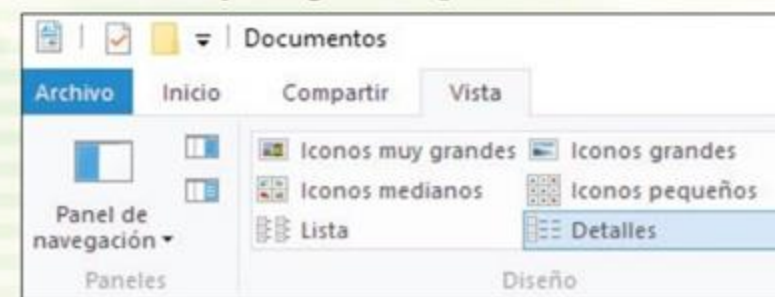 Documentos
Archivo Inicio Compartir Vista
Iconos muy grandes Iconos grandes
Iconos medianos Iconos pequeños
Panel de navegación
Lista Detalles
Paneles Diseño